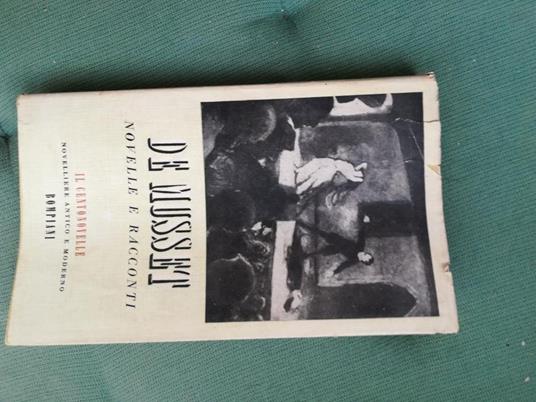 DE MUSSET
NOVELLE E RACCONTI
IL CENTONOVELLE
NOVELLIERE ANTICO E MODERNO
BOMPIANI